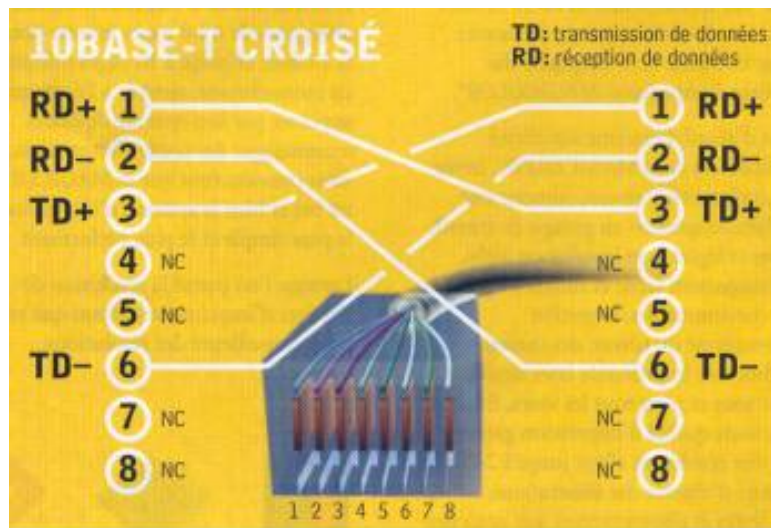 10BASE-T CROISÉ
TD: transmission de données
RD: réception de données
RD+ 1 1 RD+
RD– 2 2 RD–
TD+ 3 3 TD+
4 NC NC 4
5 NC NC 5
TD– 6 6 TD–
7 NC NC 7
8 NC NC 8
1 2 3 4 5 6 7 8